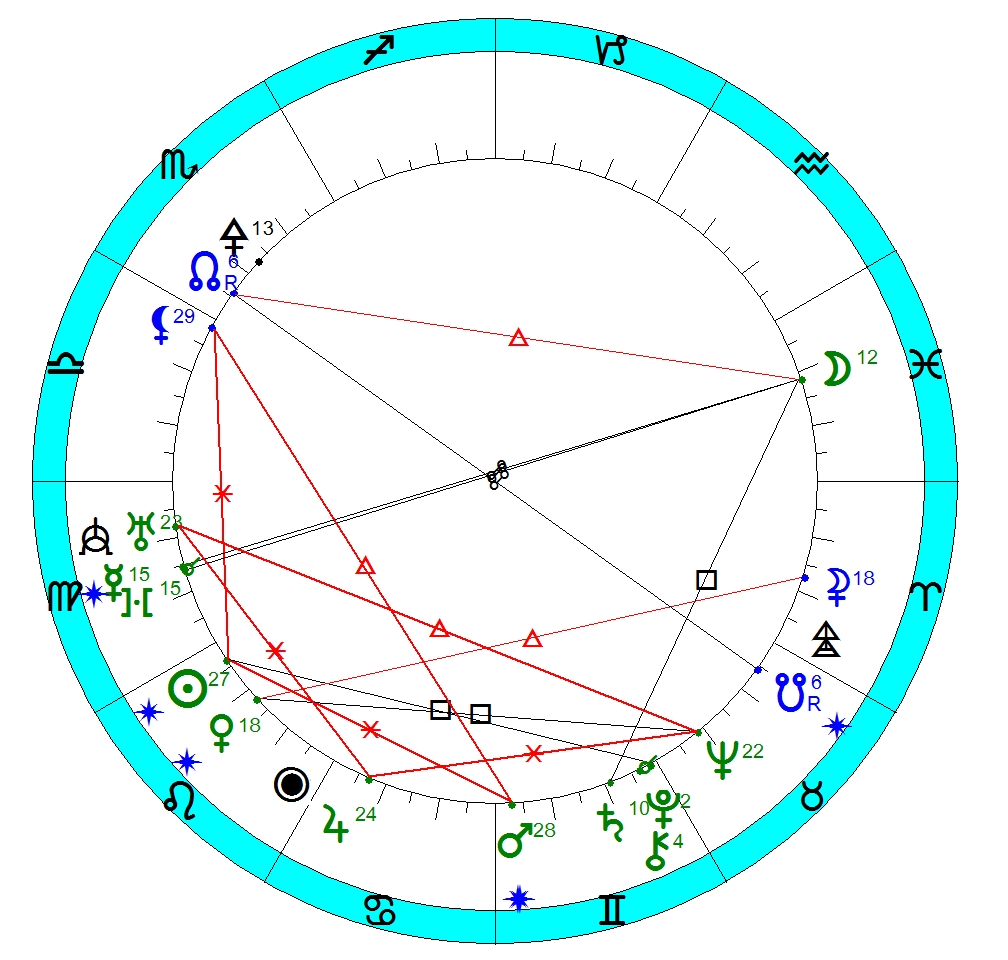 ♐ ♑
♏ ♒
13
☊ 6
R
⚸ 29
♎ ☽ 12 ♓
♅ 23
☿ 15 15 18
♍ ♈
☉ 27 ☋ 6
R
♀ 18
♆ 22
♌ ♃ 24 ♄ 10 ♇ 2 ♉
♂ 28 ⚷ 4
♋ ♊